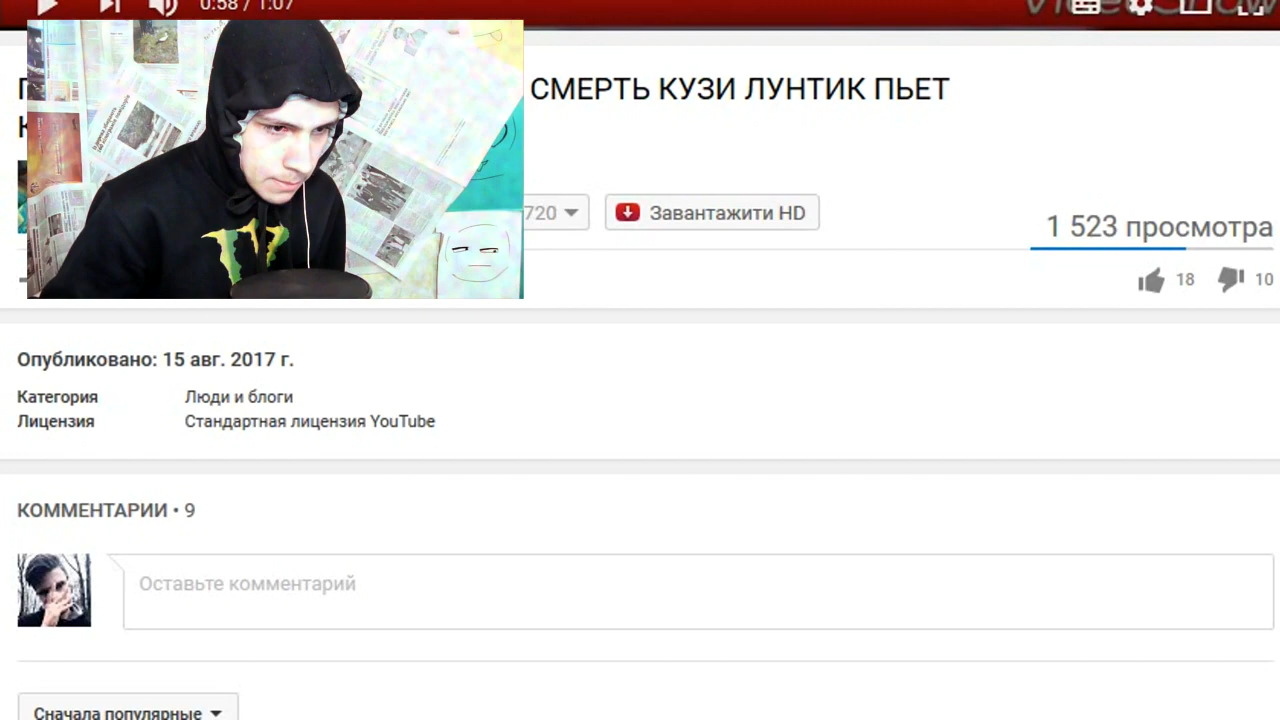 0:58 / 1:07
СМЕРТЬ КУЗИ ЛУНТИК ПЬЕТ
720
Завантажити HD
1 523 просмотра
18
10
Опубликовано: 15 авг. 2017 г.
Категория
Люди и блоги
Лицензия
Стандартная лицензия YouTube
КОММЕНТАРИИ • 9
Оставьте комментарий
Сначала популярные